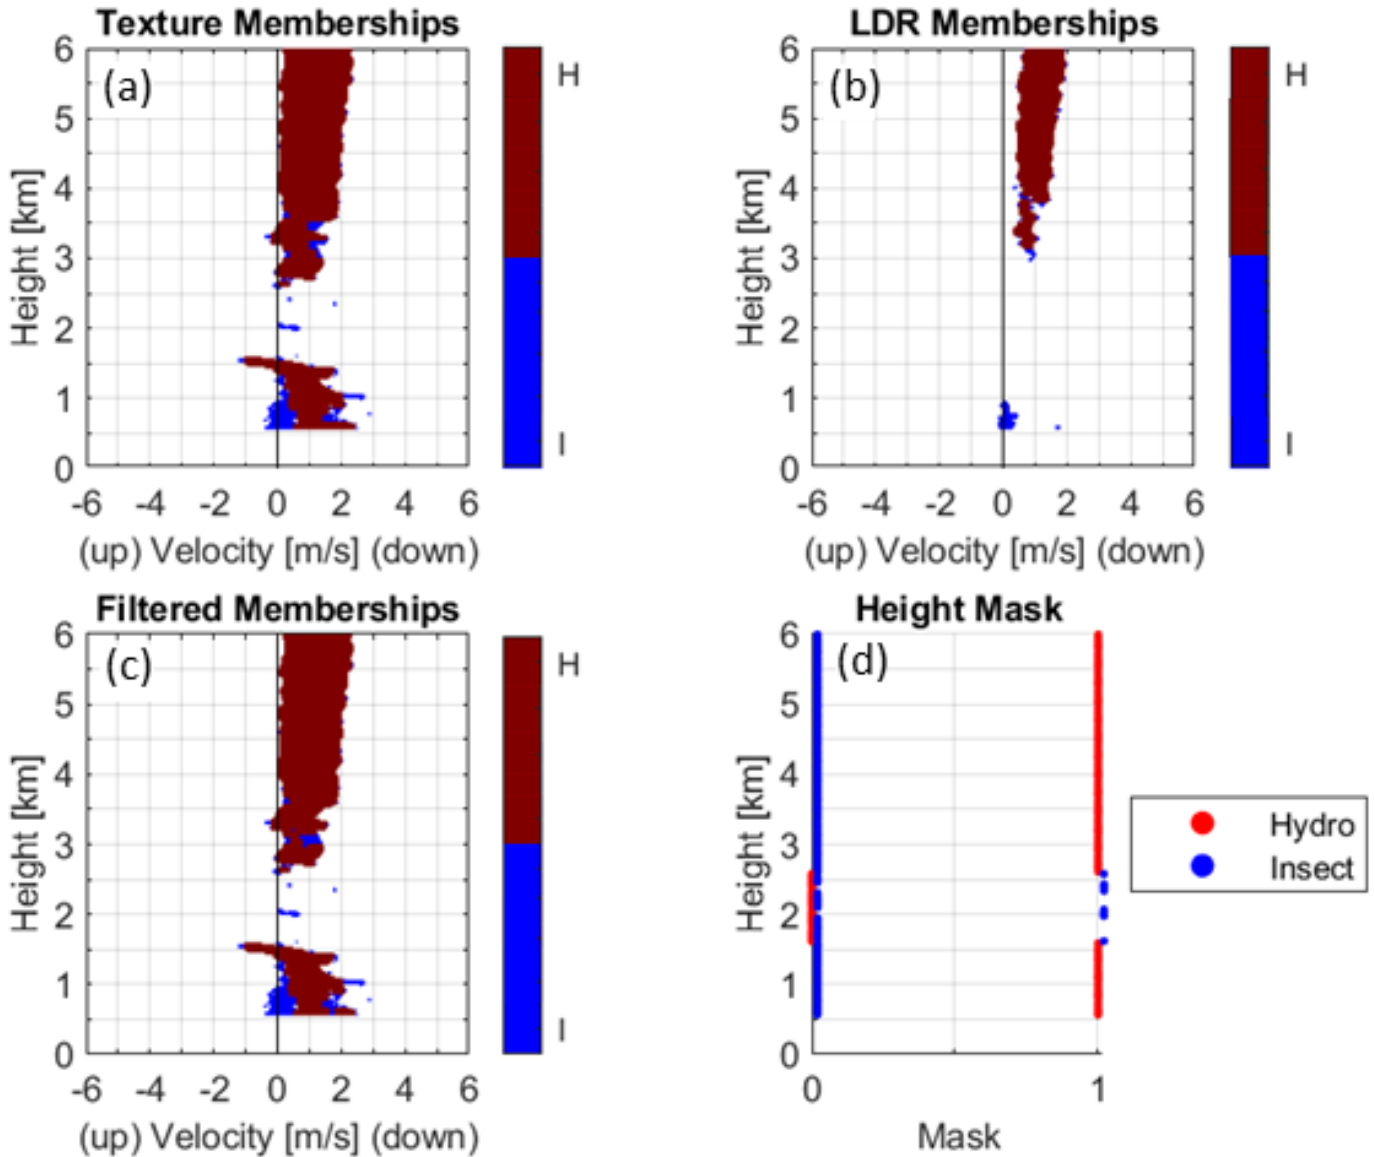 Texture Memberships
(a)
6
5
4
3
2
1
0
Height [km]
-6 -4 -2 0 2 4 6
(up) Velocity [m/s] (down)
H
I
LDR Memberships
(b)
6
5
4
3
2
1
0
Height [km]
-6 -4 -2 0 2 4 6
(up) Velocity [m/s] (down)
H
I
Filtered Memberships
(c)
6
5
4
3
2
1
0
Height [km]
-6 -4 -2 0 2 4 6
(up) Velocity [m/s] (down)
H
I
Height Mask
(d)
6
5
4
3
2
1
0
Height [km]
0 1
Mask
Hydro
Insect